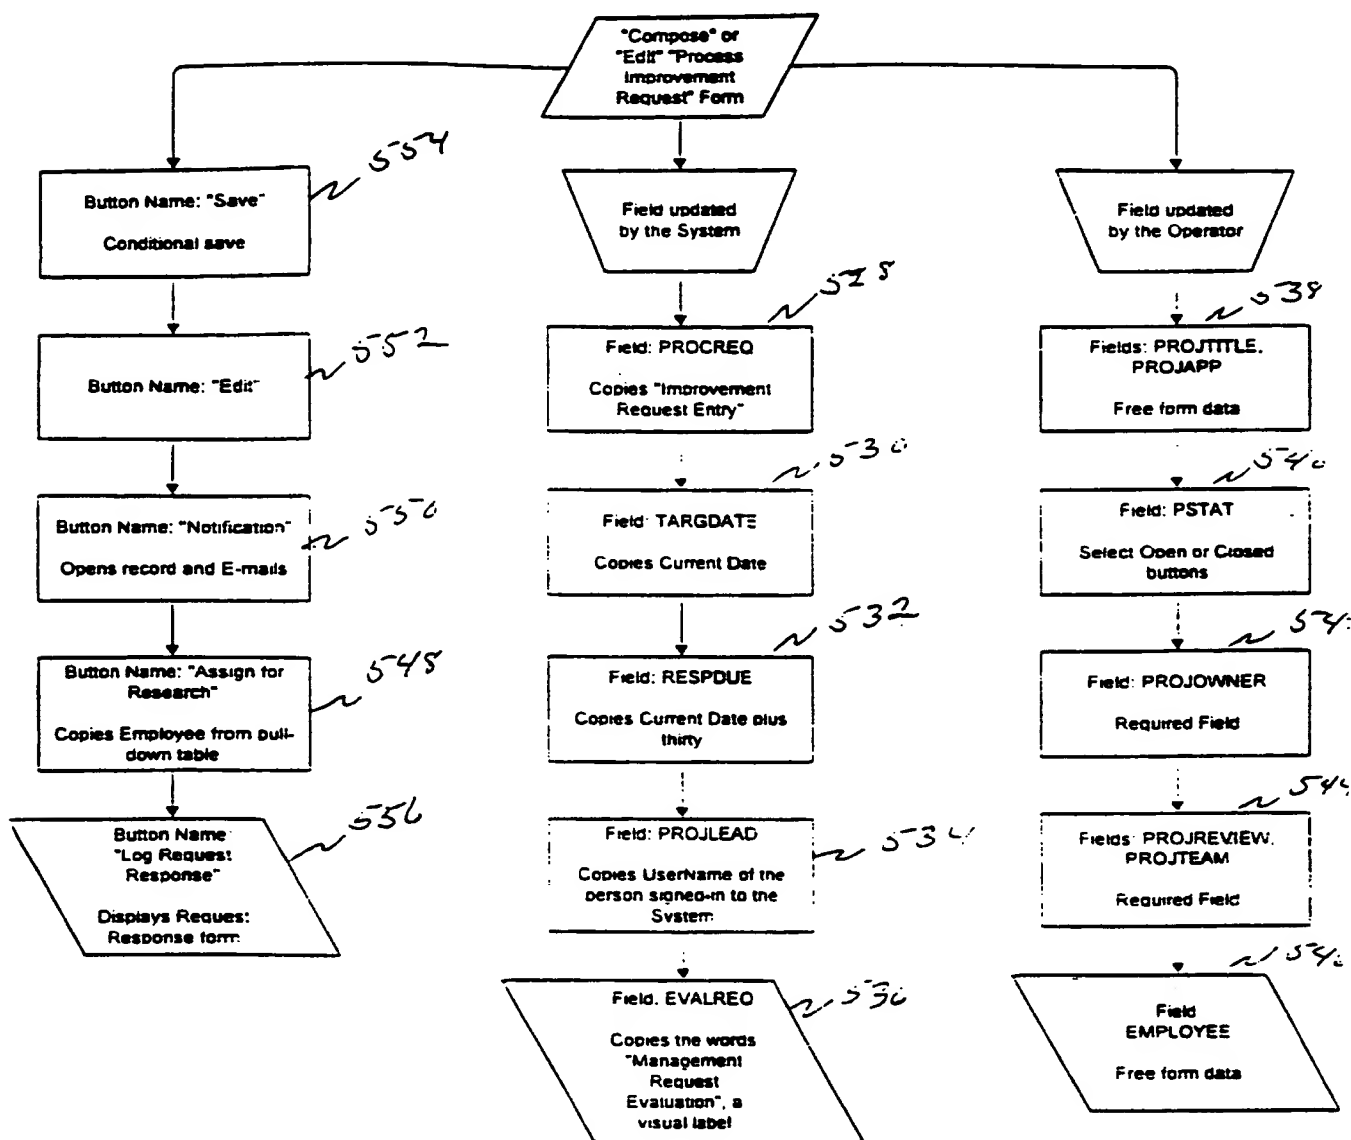 "Compose" or
"Edit" "Process
Improvement
Request" Form
554
Button Name: "Save"
Conditional save
552
Button Name: "Edit"
550
Button Name: "Notification"
Opens record and E-mails
548
Button Name: "Assign for
Research"
Copies Employee from pull-
down table
556
Button Name
"Log Request
Response"
Displays Request
Response form
Field updated
by the System
528
Field: PROCREQ
Copies "Improvement
Request Entry"
530
Field: TARGDATE
Copies Current Date
532
Field: RESPDUE
Copies Current Date plus
thirty
534
Field: PROJLEAD
Copies UserName of the
person signed-in to the
System
536
Field. EVALREQ
Copies the words
"Management
Request
Evaluation", a
visual label
Field updated
by the Operator
538
Fields: PROJTITLE,
PROJAPP
Free form data
540
Field: PSTAT
Select Open or Closed
buttons
Field: PROJOWNER
Required Field
544
Fields: PROJREVIEW,
PROJTEAM
Required Field
Field
EMPLOYEE
Free form data